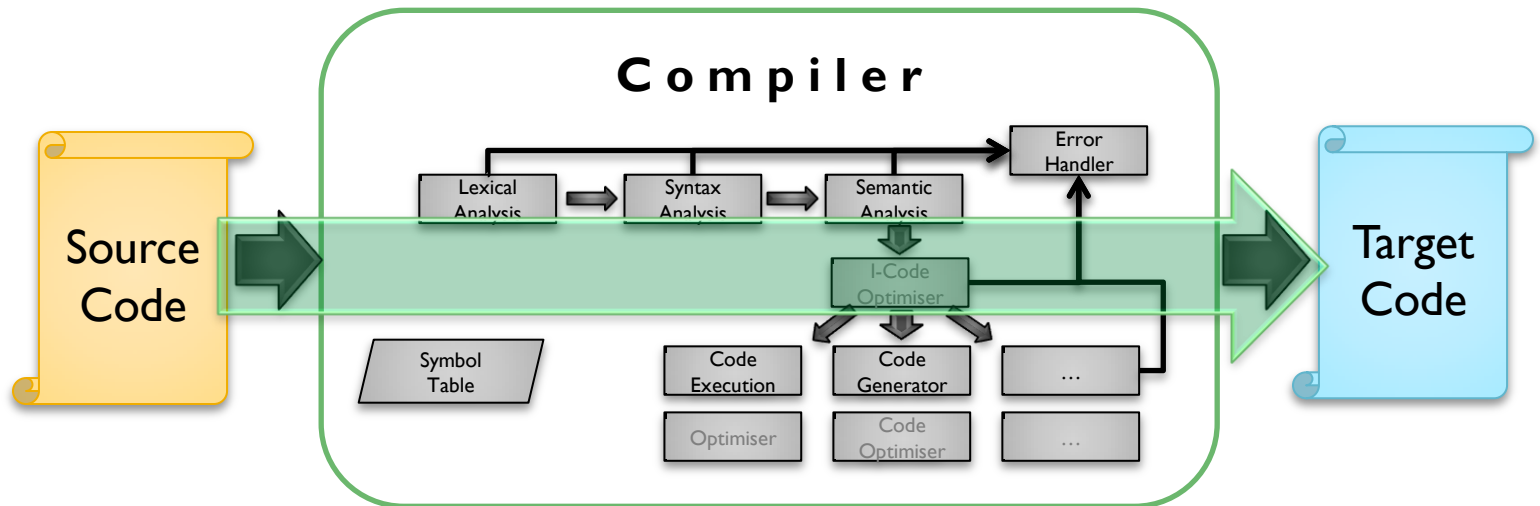 C o m p i l e r
Source
Code
Lexical
Analysis
Syntax
Analysis
Semantic
Analysis
Error
Handler
I-Code
Optimiser
Symbol
Table
Code
Execution
Code
Generator
…
Optimiser
Code
Optimiser
…
Target
Code